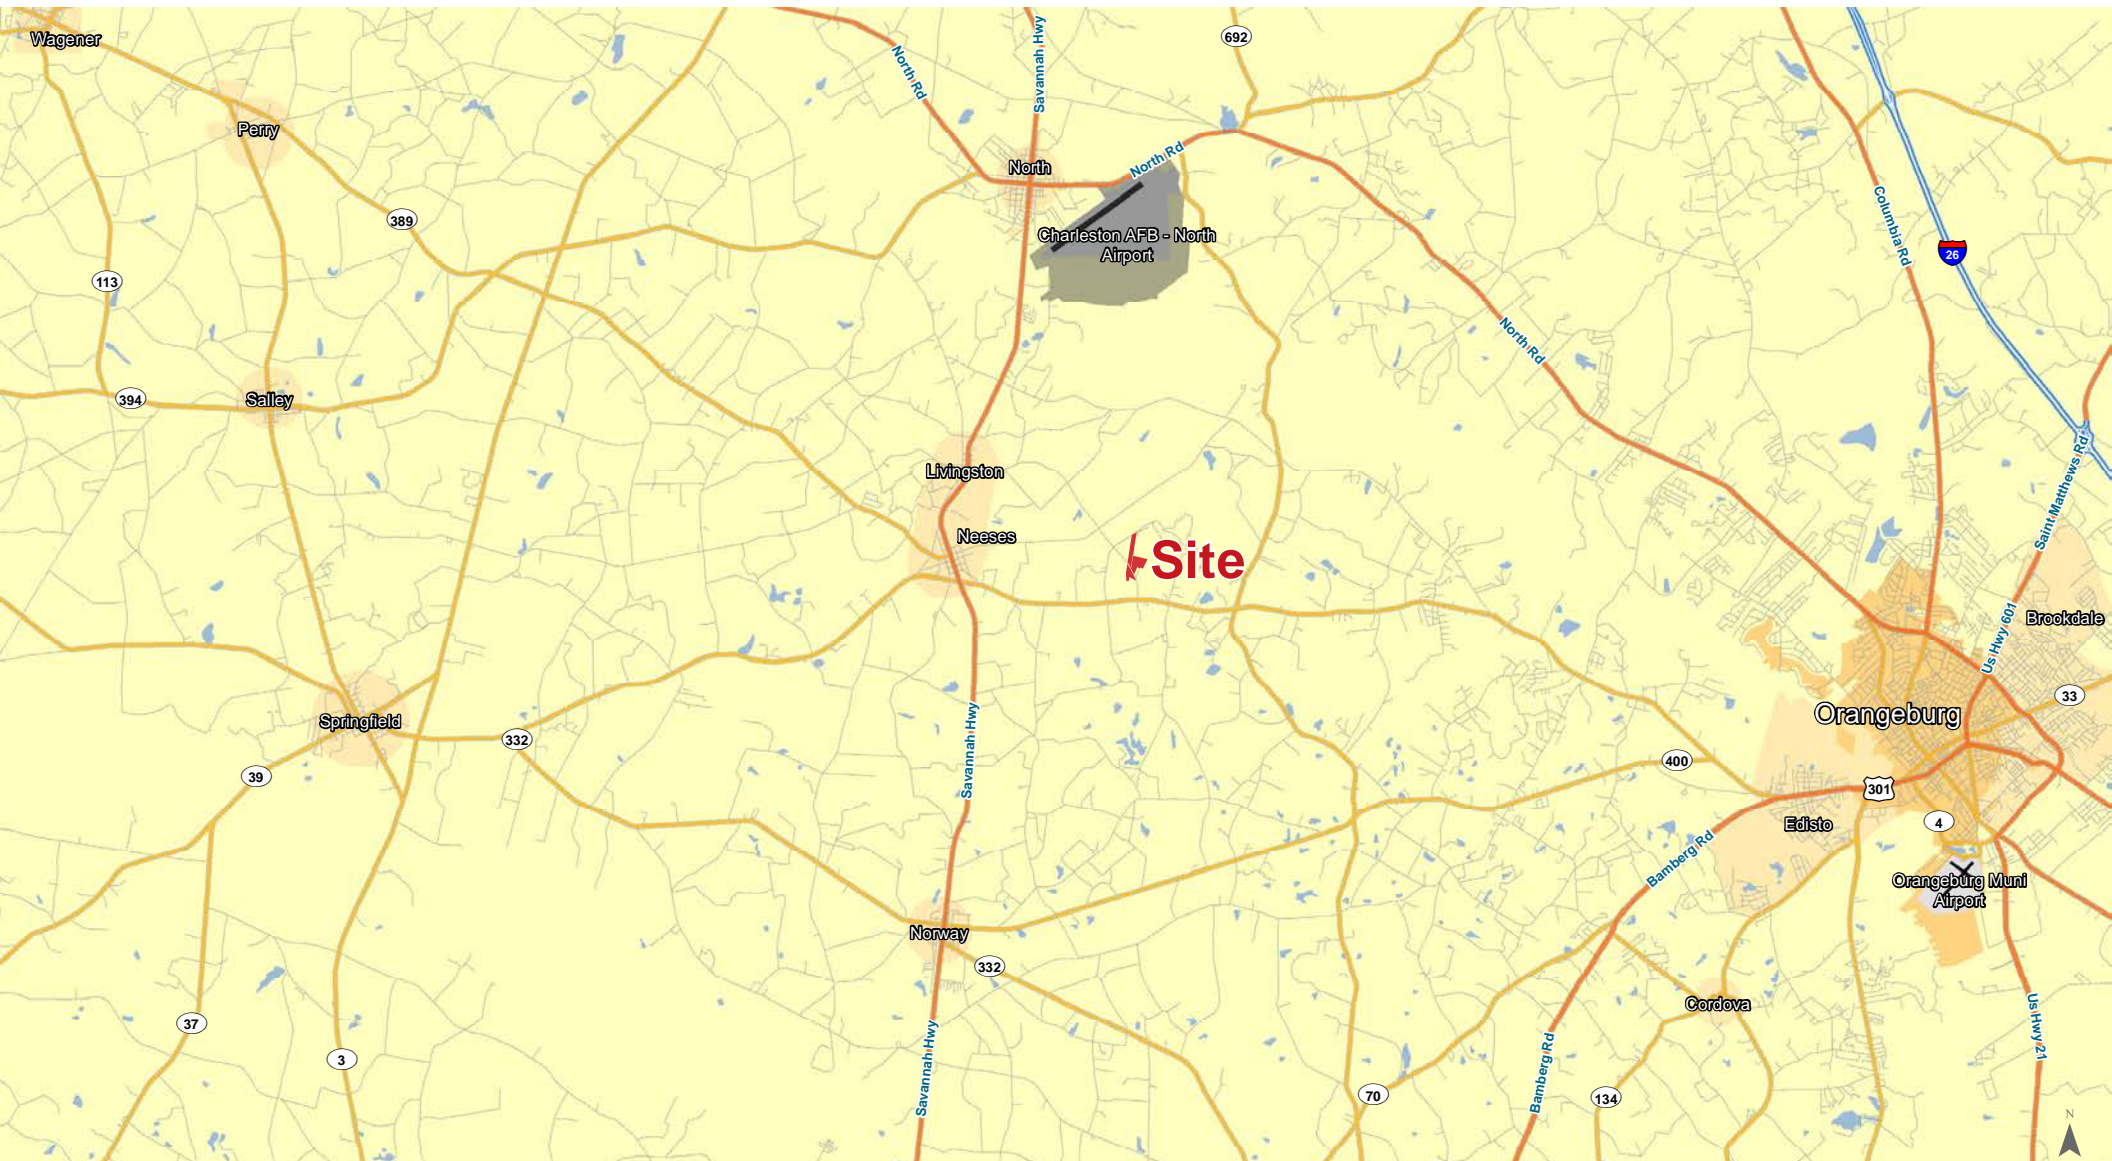 Wagener
North Rd
Savannah Hwy
692
Perry
North
North Rd
389
Charleston AFB - North
Airport
Columbia Rd
26
113
North Rd
394
Salley
Livingston
Saint Matthews Rd
Neeses
Site
Us Hwy 601
Brookdale
33
Springfield
Orangeburg
332
Savannah Hwy
39
400
301
4
Edisto
Bamberg Rd
Orangeburg Muni
Airport
Norway
332
Cordova
37
Us Hwy 21
3
Savannah Hwy
Bamberg Rd
70
134
N